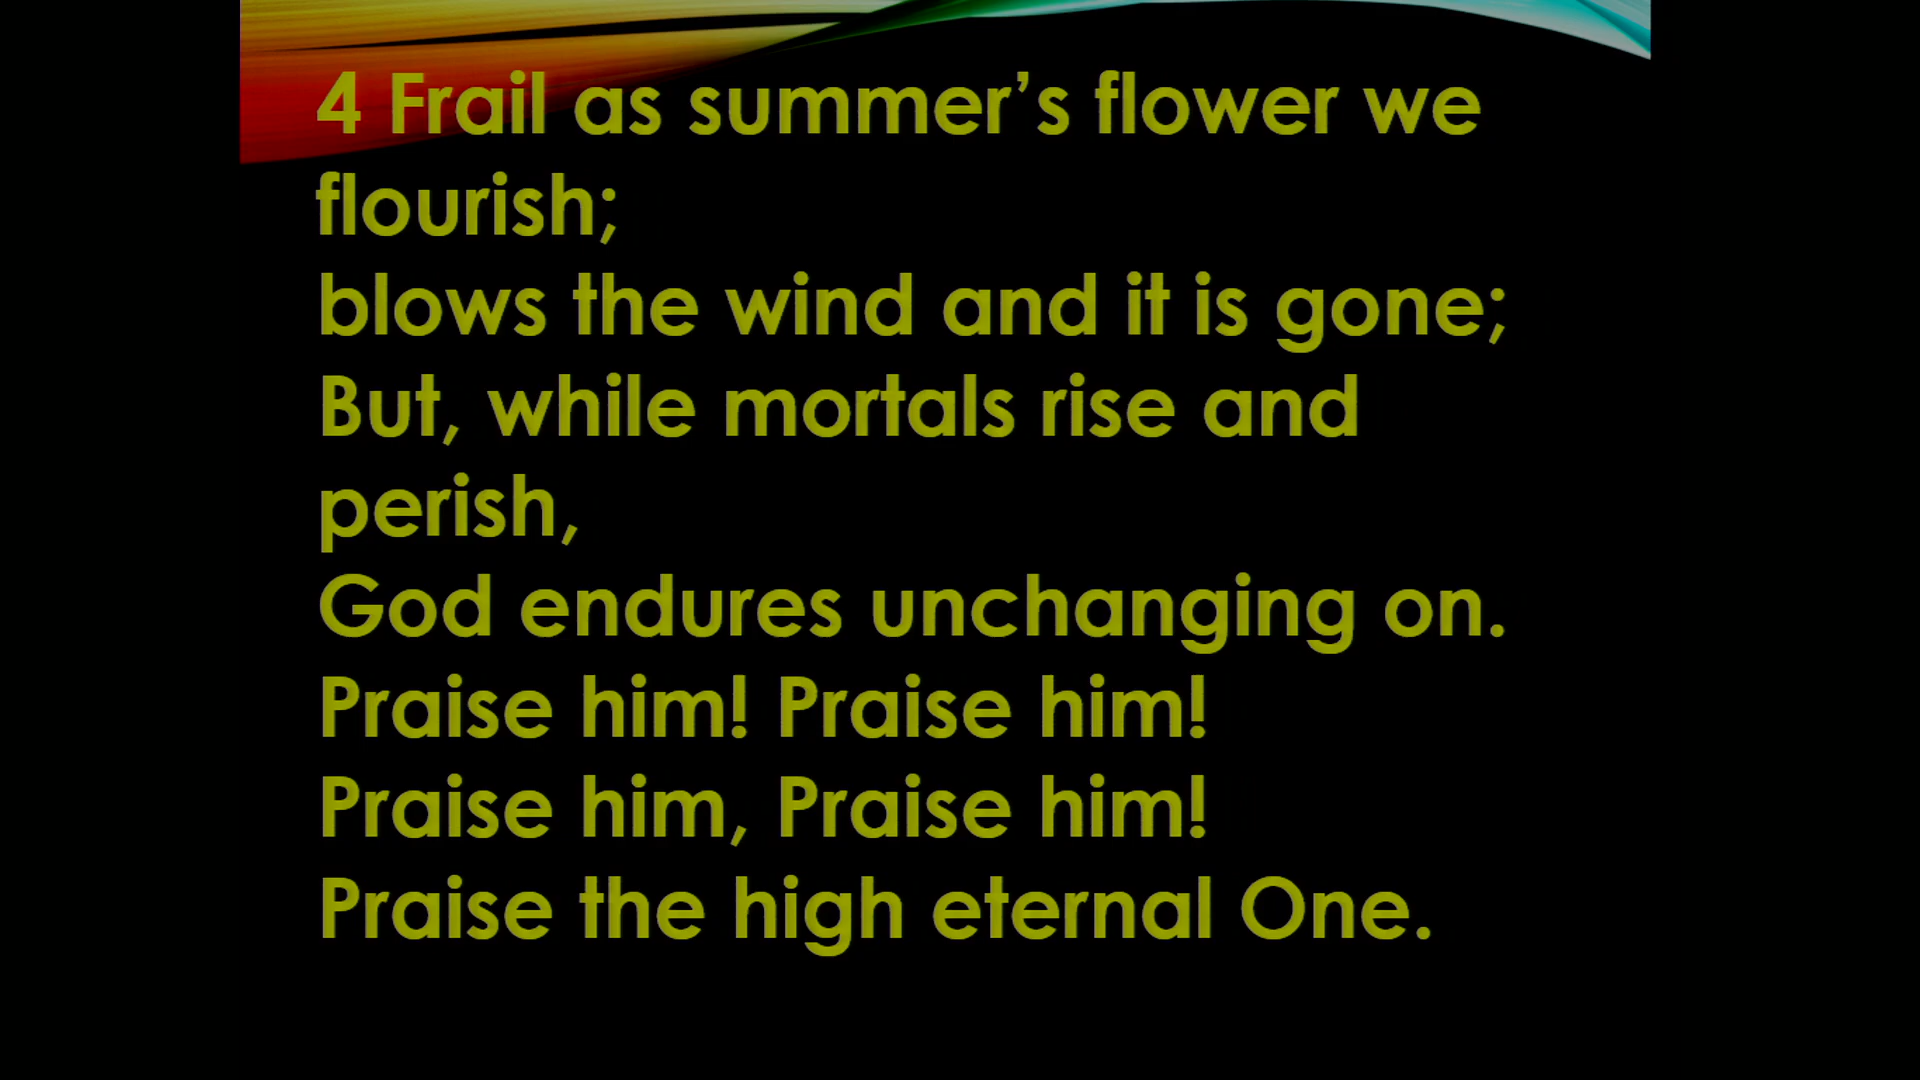 4 Frail as summer’s flower we
flourish;
blows the wind and it is gone;
But, while mortals rise and
perish,
God endures unchanging on.
Praise him! Praise him!
Praise him, Praise him!
Praise the high eternal One.